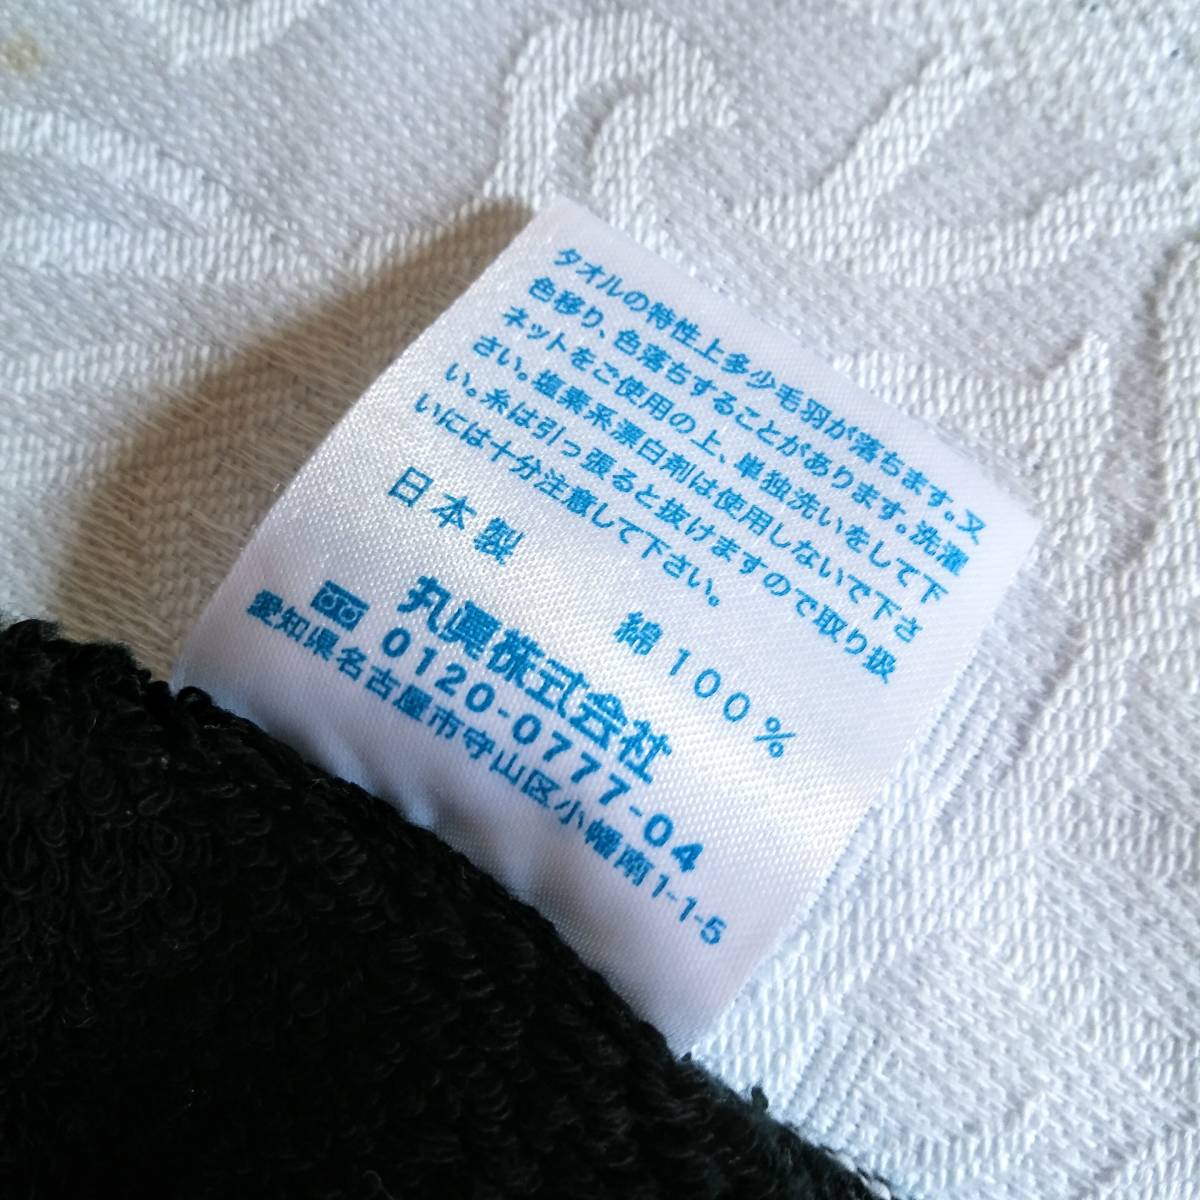 タオルの特性上多少毛羽が落ちます。又
色移り、色落ちすることがあります。洗濯
ネットをご使用の上、単独洗いをして下
さい。塩素系漂白剤は使用しないで下さ
い。糸は引っ張ると抜けますので取り扱
いには十分注意して下さい。
日本製 綿100%
丸眞株式会社
0120-0777-04
愛知県名古屋市守山区小幡南1-1-5